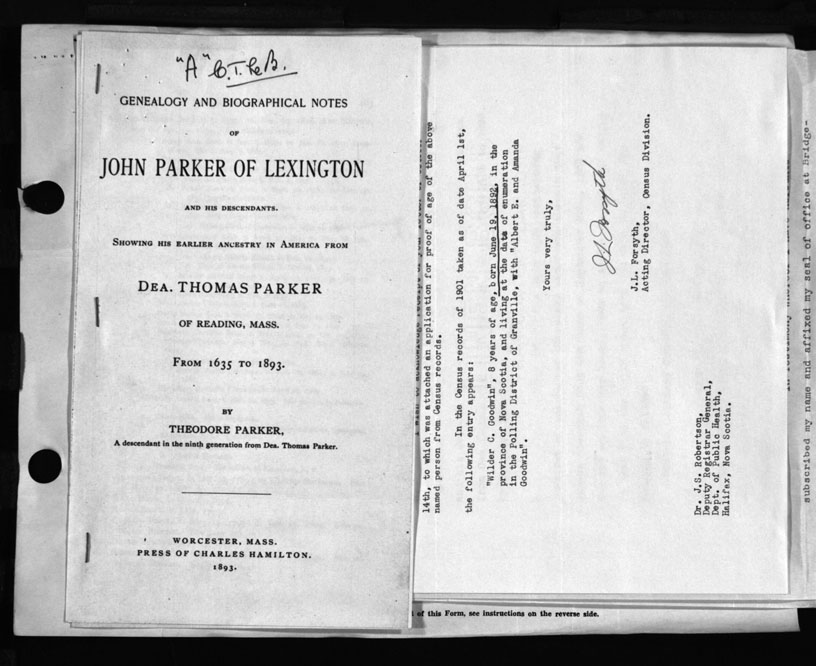 "A"
GENEALOGY AND BIOGRAPHICAL NOTES
OF
JOHN PARKER OF LEXINGTON
AND HIS DESCENDANTS.
SHOWING HIS EARLIER ANCESTRY IN AMERICA FROM
DEA. THOMAS PARKER
OF READING, MASS.
FROM 1635 TO 1893.
BY
THEODORE PARKER,
A descendant in the ninth generation from Dea. Thomas Parker.
WORCESTER, MASS.
PRESS OF CHARLES HAMILTON.
1893.
14th, to which was attached an application for proof of age of the above
named person from Census records.
In the Census records of 1901 taken as of date April 1st,
the following entry appears:
"Wilder C. Goodwin", 8 years of age, born June 19, 1892, in the
province of Nova Scotia, and living at the date of enumeration
in the Polling District of Granville, with "Albert E. and Amanda
Goodwin".
Yours very truly,
J.L. Forsyth
J.L. Forsyth,
Acting Director, Census Division.
Dr. J.S. Robertson,
Deputy Registrar General,
Dept. of Public Health,
Halifax, Nova Scotia.
subscribed my name and affixed my seal of office at Bridge-
of this Form, see instructions on the reverse side.